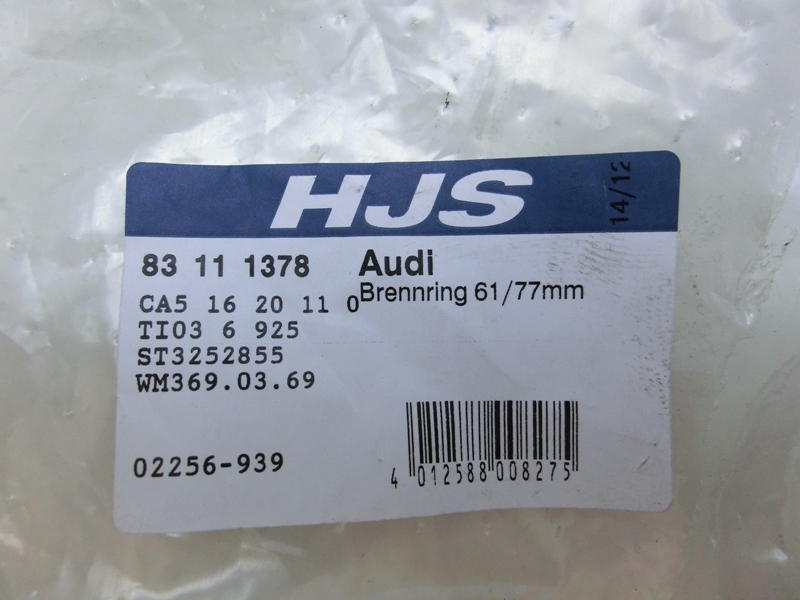 HJS
14/12
83 11 1378 Audi
CA5 16 20 11 0 Brennring 61/77mm
TI03 6 925
ST3252855
WM369.03.69
02256-939
4 012588 008275